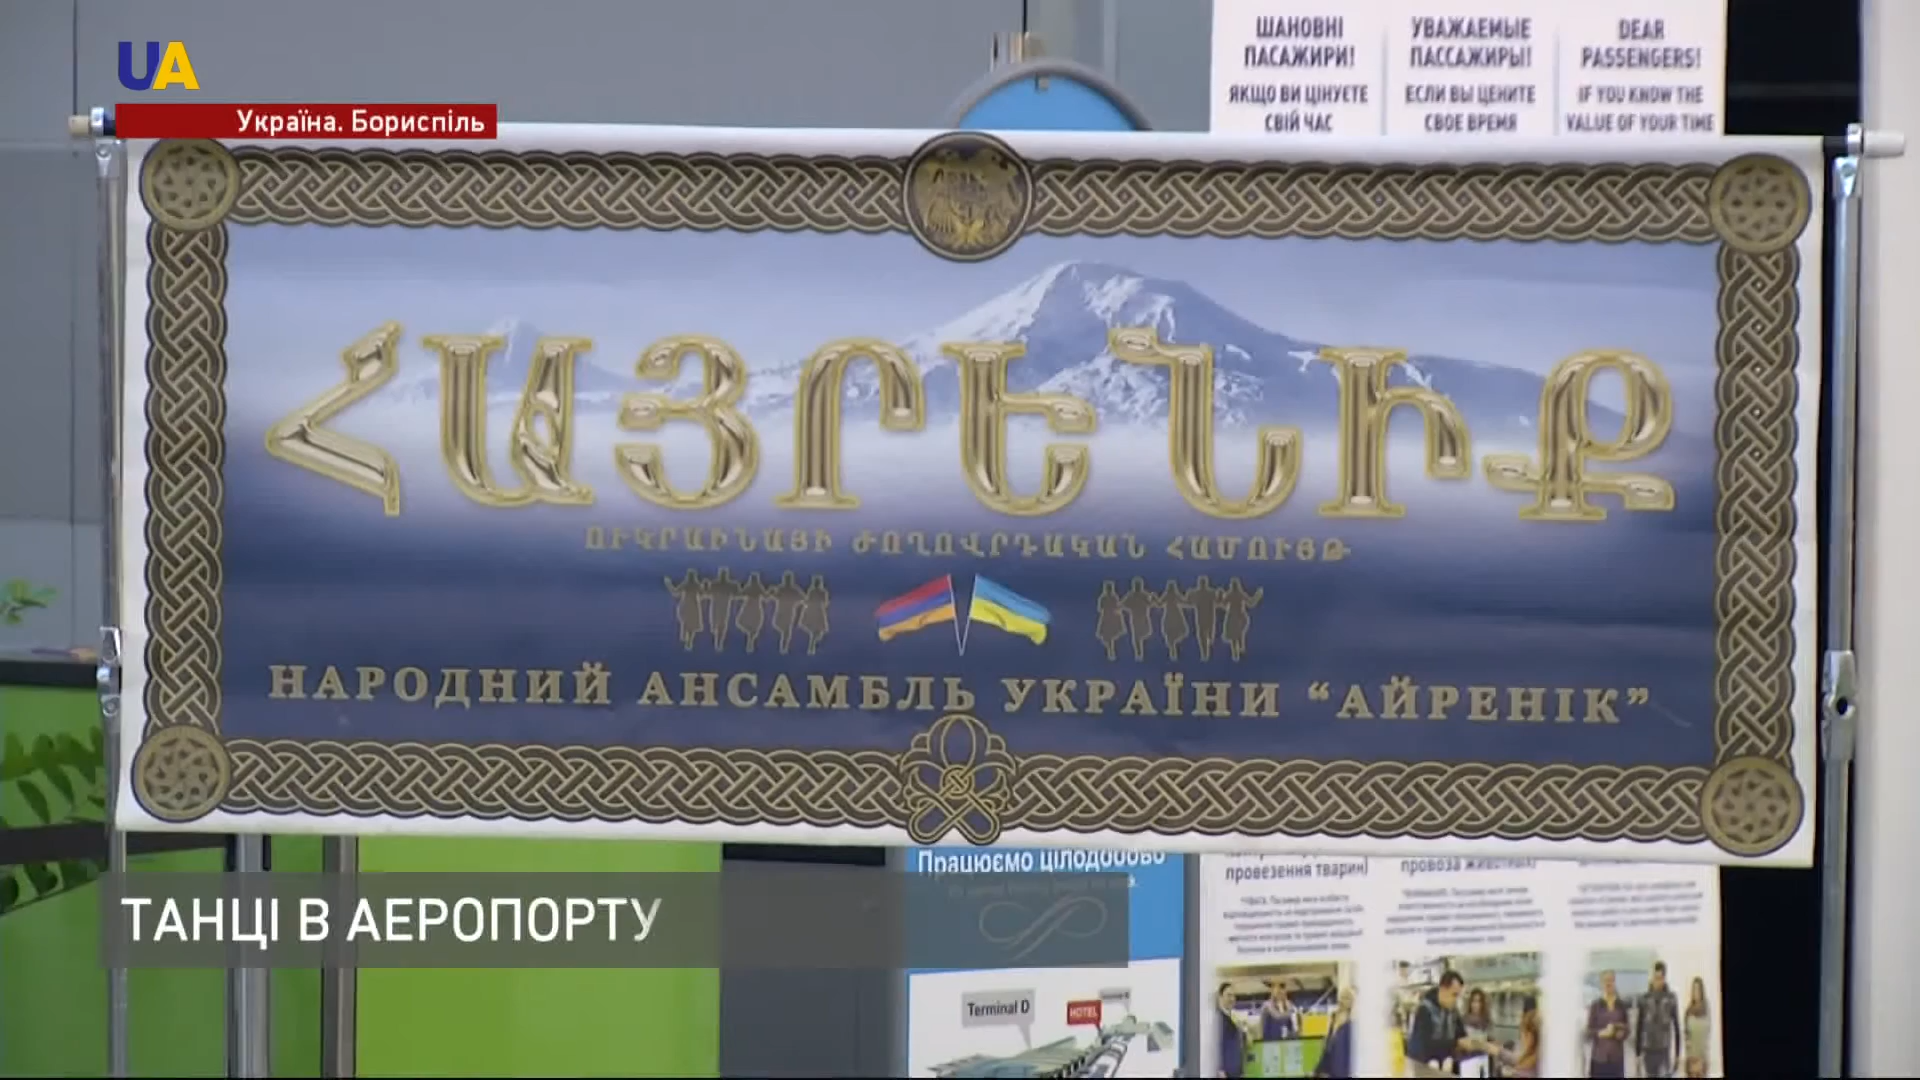 UA
Україна. Бориспіль
ШАНОВНІ
ПАСАЖИРИ!
ЯКЩО ВИ ЦІНУЄТЕ
СВІЙ ЧАС
УВАЖАЕМЫЕ
ПАССАЖИРЫ!
ЕСЛИ ВЫ ЦЕНИТЕ
СВОЕ ВРЕМЯ
DEAR
PASSENGERS!
IF YOU KNOW THE
VALUE OF YOUR TIME
ՀԱՅՐԵՆԻՔ
ՈՒԿՐԱԻՆԱՅԻ ԺՈՂՈՎՐԴԱԿԱՆ ՀԱՄՈՒՅԹ
НАРОДНИЙ АНСАМБЛЬ УКРАЇНИ “АЙРЕНІК”
Працюємо цілодобово
провезення тварин)
провоза животных)
ТАНЦІ В АЕРОПОРТУ
Terminal D
HOTEL